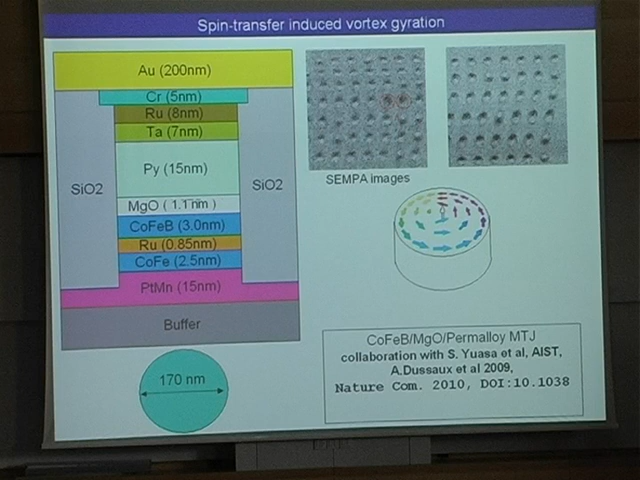 Spin-transfer induced vortex gyration
Au (200nm)
Cr (5nm)
Ru (8nm)
Ta (7nm)
Py (15nm)
SiO2
SiO2
MgO ( 1.1nm )
CoFeB (3.0nm)
Ru (0.85nm)
CoFe (2.5nm)
PtMn (15nm)
Buffer
170 nm
SEMPA images
CoFeB/MgO/Permalloy MTJ
collaboration with S. Yuasa et al, AIST,
A.Dussaux et al 2009,
Nature Com. 2010, DOI:10.1038